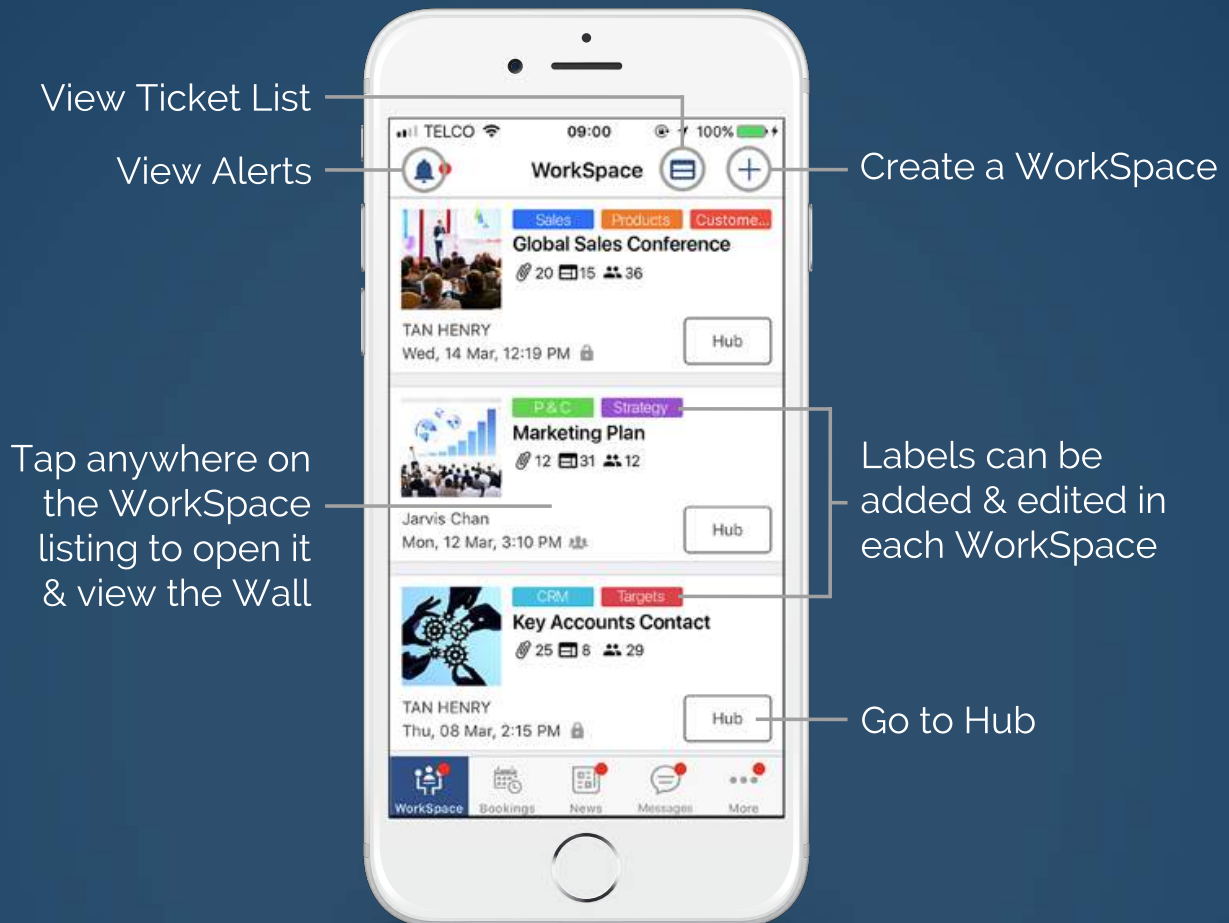 View Ticket List
View Alerts
TELCO 09:00 100%
WorkSpace
Create a WorkSpace
Sales Products Custome...
Global Sales Conference
20 15 36
TAN HENRY
Wed, 14 Mar, 12:19 PM
Hub
P & C Strategy
Marketing Plan
12 31 12
Jarvis Chan
Mon, 12 Mar, 3:10 PM
Hub
Tap anywhere on
the WorkSpace
listing to open it
& view the Wall
Labels can be
added & edited in
each WorkSpace
CRM Targets
Key Accounts Contact
25 8 29
TAN HENRY
Thu, 08 Mar, 2:15 PM
Hub
Go to Hub
WorkSpace Bookings News Messages More